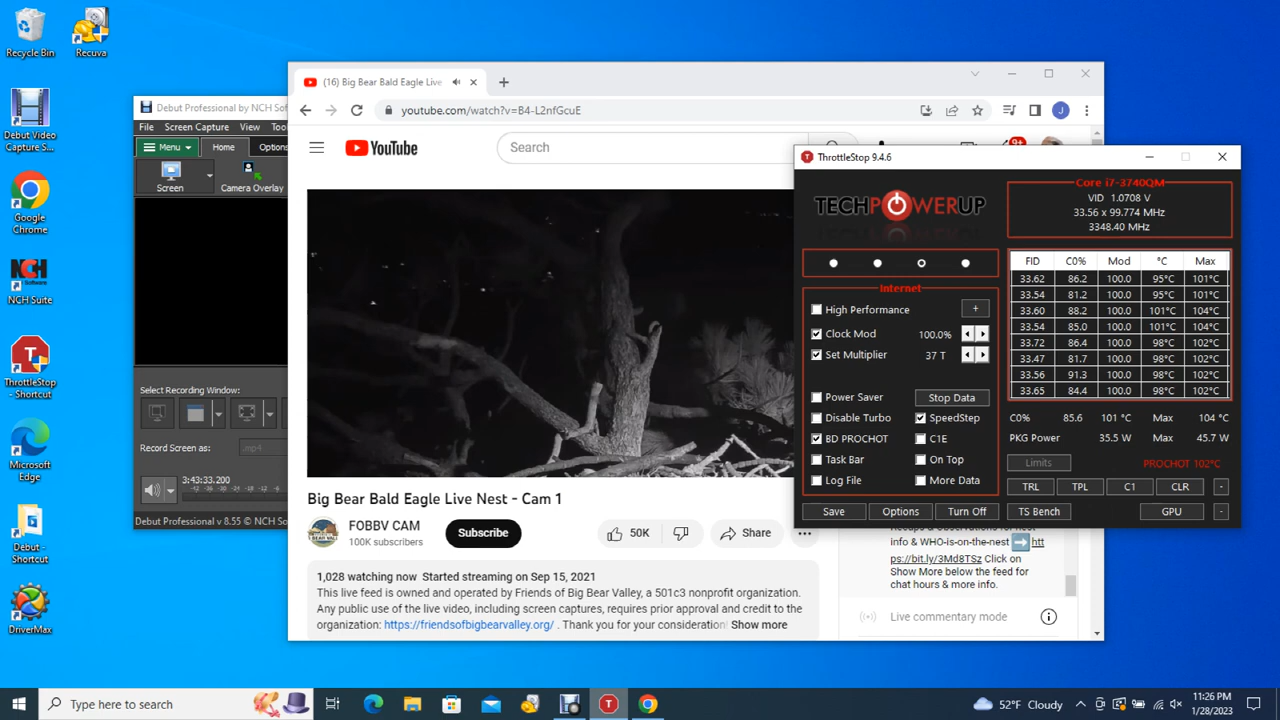 Recycle Bin
Recuva
Debut Video
Capture S...
Google
Chrome
NCH Suite
ThrottleStop
- Shortcut
Microsoft
Edge
Debut -
Shortcut
DriverMax
Debut Professional by NCH Sof
File Screen Capture View Too
Menu Home Options
Screen
Camera Overlay
Select Recording Window:
Record Screen as: .mp4
3:43:33.200
-42 -36 -30 -24 -18 -12 -6
Debut Professional v 8.55 © NCH
(16) Big Bear Bald Eagle Live
youtube.com/watch?v=B4-L2nfGcuE
J
YouTube
Search
9+
Big Bear Bald Eagle Live Nest - Cam 1
FOBBV CAM
100K subscribers
Subscribe
50K
Share
1,028 watching now Started streaming on Sep 15, 2021
This live feed is owned and operated by Friends of Big Bear Valley, a 501c3 nonprofit organization.
Any public use of the live video, including screen captures, requires prior approval and credit to the
organization: https://friendsofbigbearvalley.org/ . Thank you for your consideration! Show more
info & WHO-is-on-the-nest htt
ps://bit.ly/3Md8TSz Click on
Show More below the feed for
chat hours & more info.
Live commentary mode
ThrottleStop 9.4.6
TECHPOWERUP
Core i7-3740QM
VID 1.0708 V
33.56 x 99.774 MHz
3348.40 MHz
FID C0% Mod °C Max
33.62 86.2 100.0 95°C 101°C
33.54 81.2 100.0 95°C 101°C
33.60 88.2 100.0 101°C 104°C
33.54 85.0 100.0 101°C 104°C
33.72 86.4 100.0 98°C 102°C
33.47 81.7 100.0 98°C 102°C
33.56 91.3 100.0 98°C 102°C
33.65 84.4 100.0 98°C 102°C
C0% 85.6 101 °C Max 104 °C
PKG Power 35.5 W Max 45.7 W
Limits PROCHOT 102°C
TRL TPL C1 CLR -
TS Bench GPU -
Internet
High Performance +
Clock Mod 100.0%
Set Multiplier 37 T
Power Saver Stop Data
Disable Turbo SpeedStep
BD PROCHOT C1E
Task Bar On Top
Log File More Data
Save Options Turn Off
Type here to search
52°F Cloudy
11:26 PM
1/28/2023